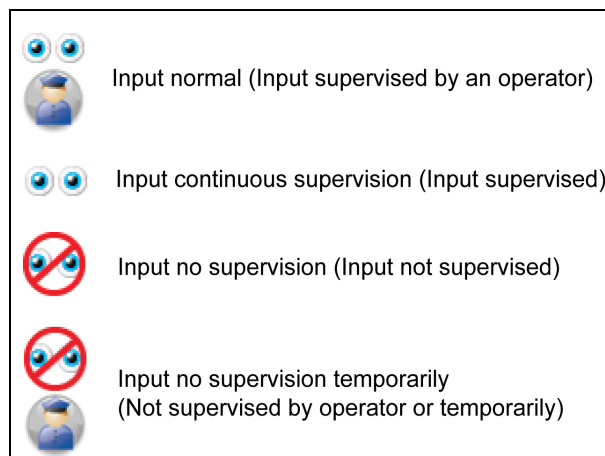 Input normal (Input supervised by an operator)
Input continuous supervision (Input supervised)
Input no supervision (Input not supervised)
Input no supervision temporarily
(Not supervised by operator or temporarily)